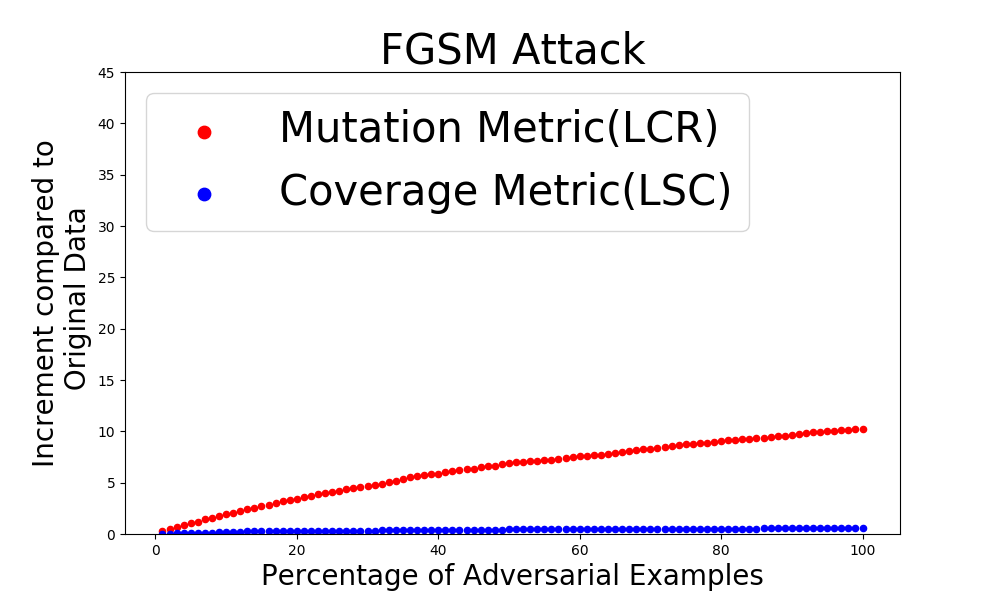 FGSM Attack
45
40
35
30
25
20
15
10
5
0
Increment compared to
Original Data
Mutation Metric(LCR)
Coverage Metric(LSC)
0 20 40 60 80 100
Percentage of Adversarial Examples